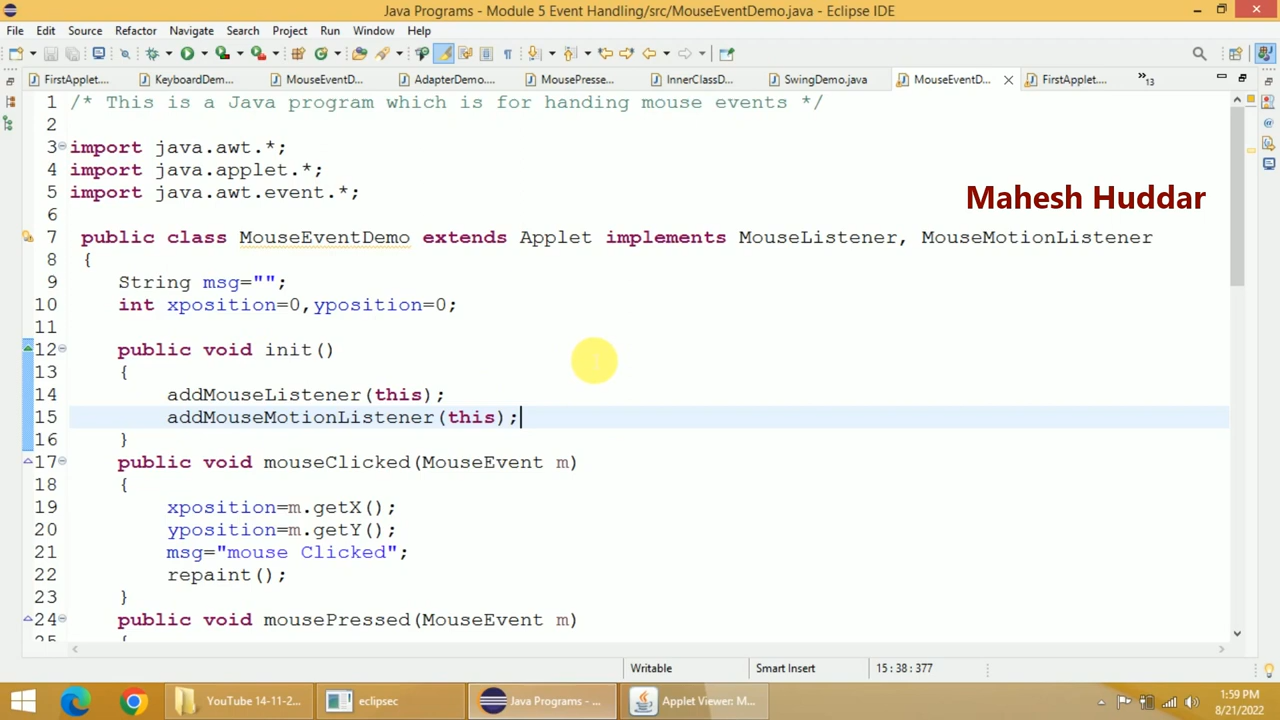 Java Programs - Module 5 Event Handling/src/MouseEventDemo.java - Eclipse IDE
File Edit Source Refactor Navigate Search Project Run Window Help
FirstApplet.... KeyboardDem... MouseEventD... AdapterDemo.... MousePresse... InnerClassD... SwingDemo.java MouseEventD... FirstApplet.... »13
1 /* This is a Java program which is for handing mouse events */
2
3 import java.awt.*;
4 import java.applet.*;
5 import java.awt.event.*;
Mahesh Huddar
6
7 public class MouseEventDemo extends Applet implements MouseListener, MouseMotionListener
8 {
9 String msg="";
10 int xposition=0,yposition=0;
11
12 public void init()
13 {
14 addMouseListener(this);
15 addMouseMotionListener(this);
16 }
17 public void mouseClicked(MouseEvent m)
18 {
19 xposition=m.getX();
20 yposition=m.getY();
21 msg="mouse Clicked";
22 repaint();
23 }
24 public void mousePressed(MouseEvent m)
25 {
Writable Smart Insert 15 : 38 : 377
YouTube 14-11-2... eclipsec Java Programs - ... Applet Viewer: M... 1:59 PM
8/21/2022